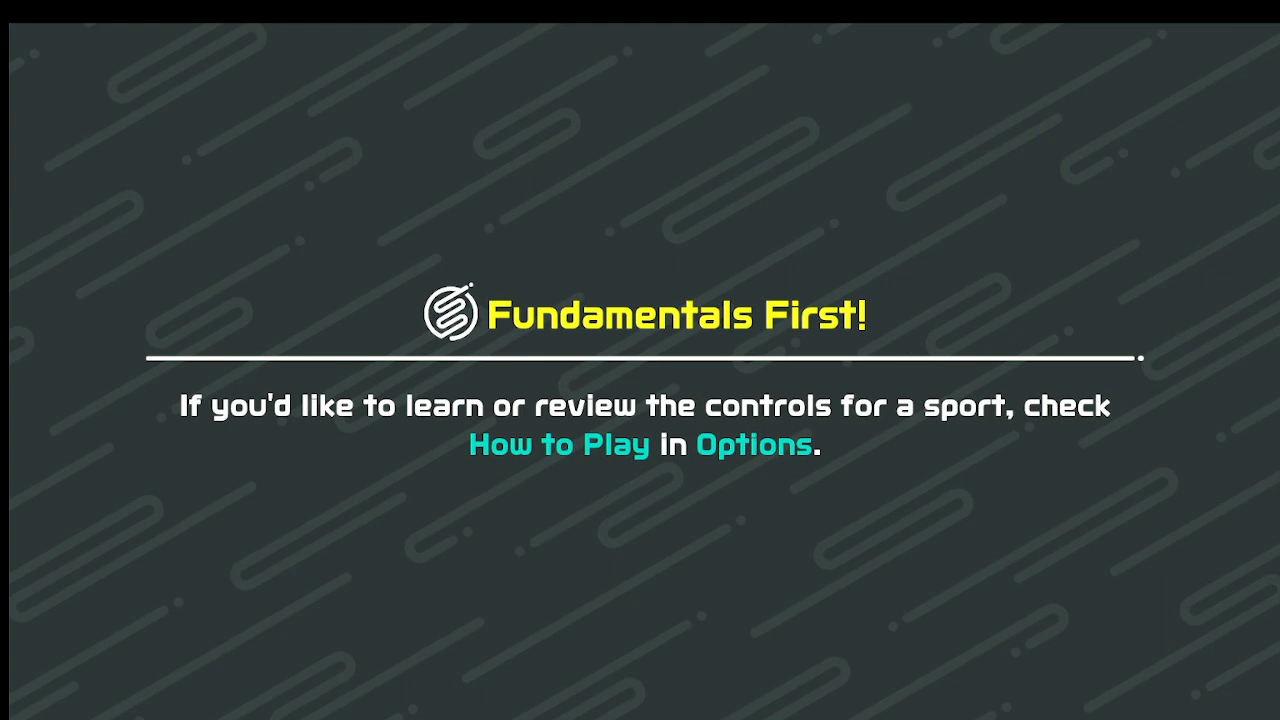 Fundamentals First!
If you'd like to learn or review the controls for a sport, check
How to Play in Options.